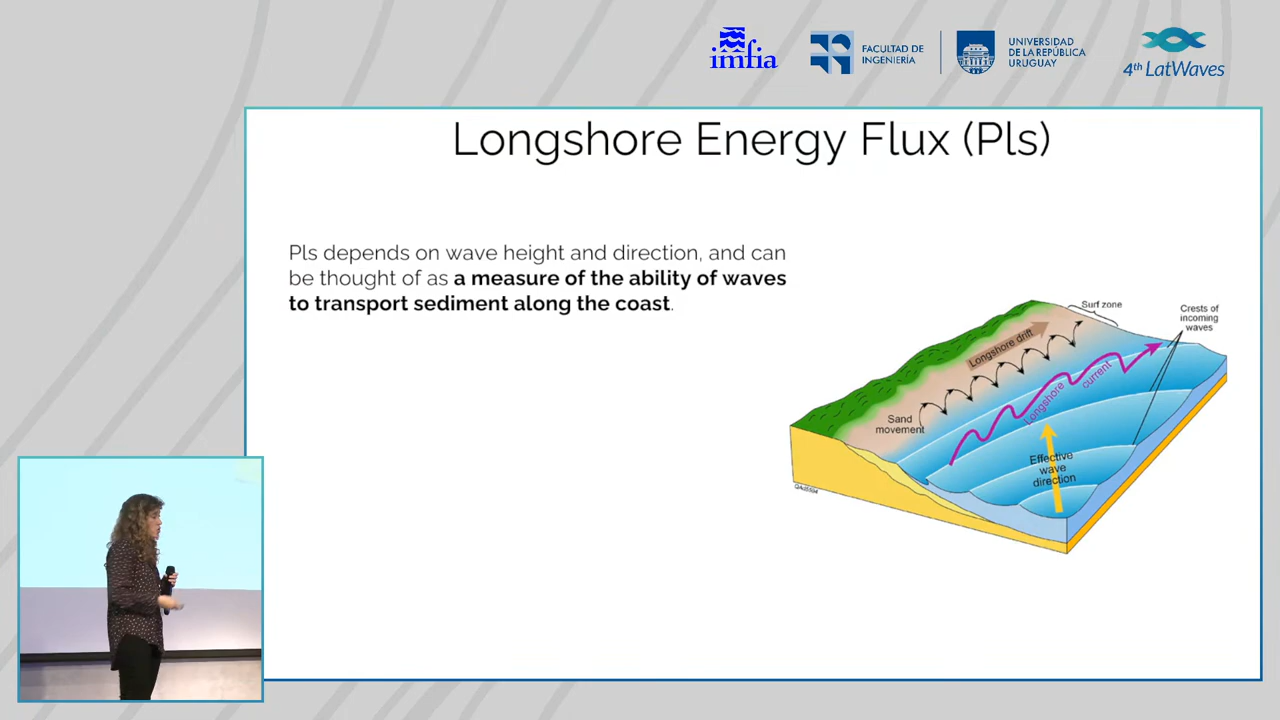 imfia
FACULTAD DE
INGENIERÍA
UNIVERSIDAD
DE LA REPÚBLICA
URUGUAY
4th LatWaves
Longshore Energy Flux (Pls)
Pls depends on wave height and direction, and can
be thought of as a measure of the ability of waves
to transport sediment along the coast.
Surf zone
Crests of
incoming
waves
Longshore drift
Longshore current
Sand
movement
Effective
wave
direction